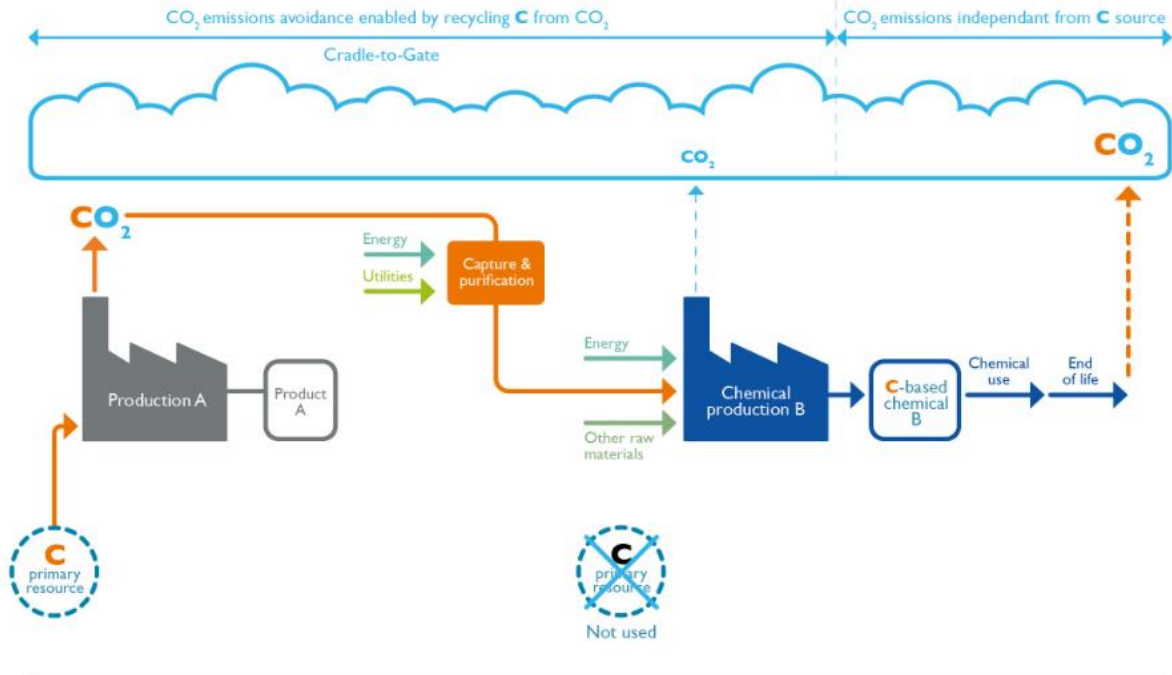 CO₂ emissions avoidance enabled by recycling C from CO₂
CO₂ emissions independant from C source
Cradle-to-Gate
CO₂
CO₂
CO₂
Energy
Utilities
Capture &
purification
Energy
Other raw
materials
Production A
Product
A
Chemical
production B
C-based
chemical
B
Chemical
use
End
of life
C
primary
resource
C
primary
resource
Not used